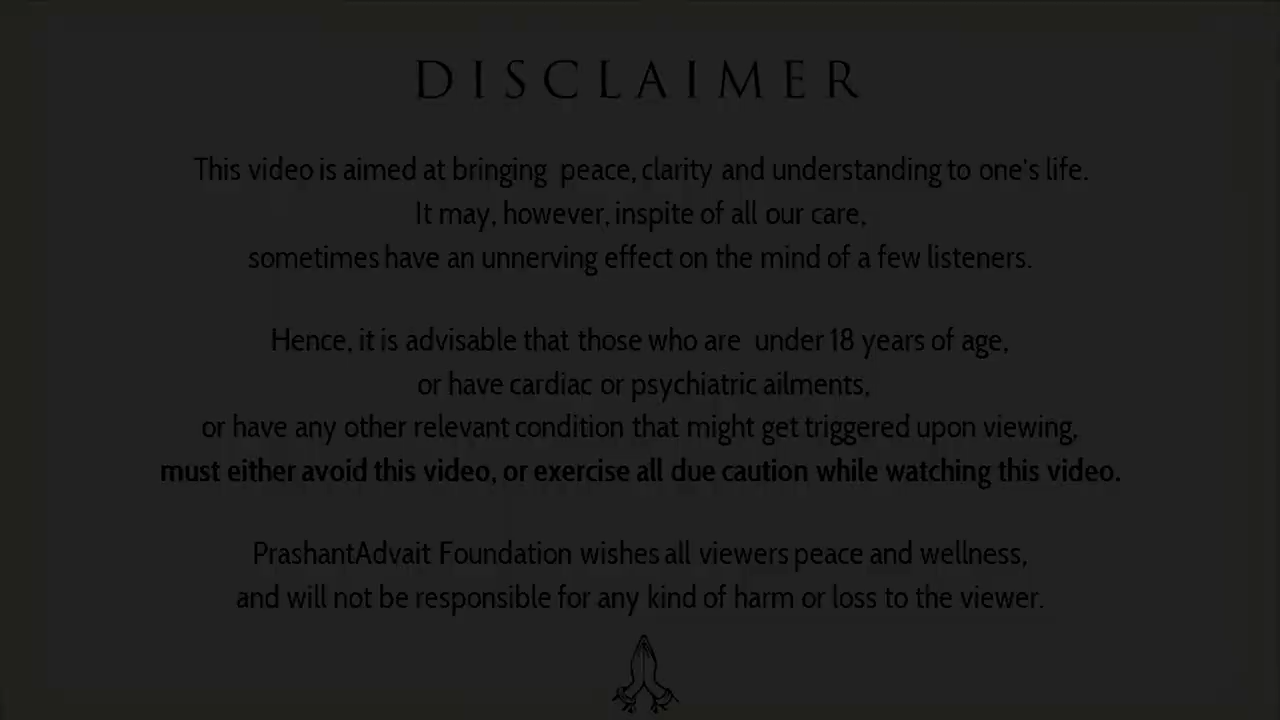 DISCLAIMER
This video is aimed at bringing peace, clarity and understanding to one's life.
It may, however, inspite of all our care,
sometimes have an unnerving effect on the mind of a few listeners.
Hence, it is advisable that those who are under 18 years of age,
or have cardiac or psychiatric ailments,
or have any other relevant condition that might get triggered upon viewing,
must either avoid this video, or exercise all due caution while watching this video.
PrashantAdvait Foundation wishes all viewers peace and wellness,
and will not be responsible for any kind of harm or loss to the viewer.